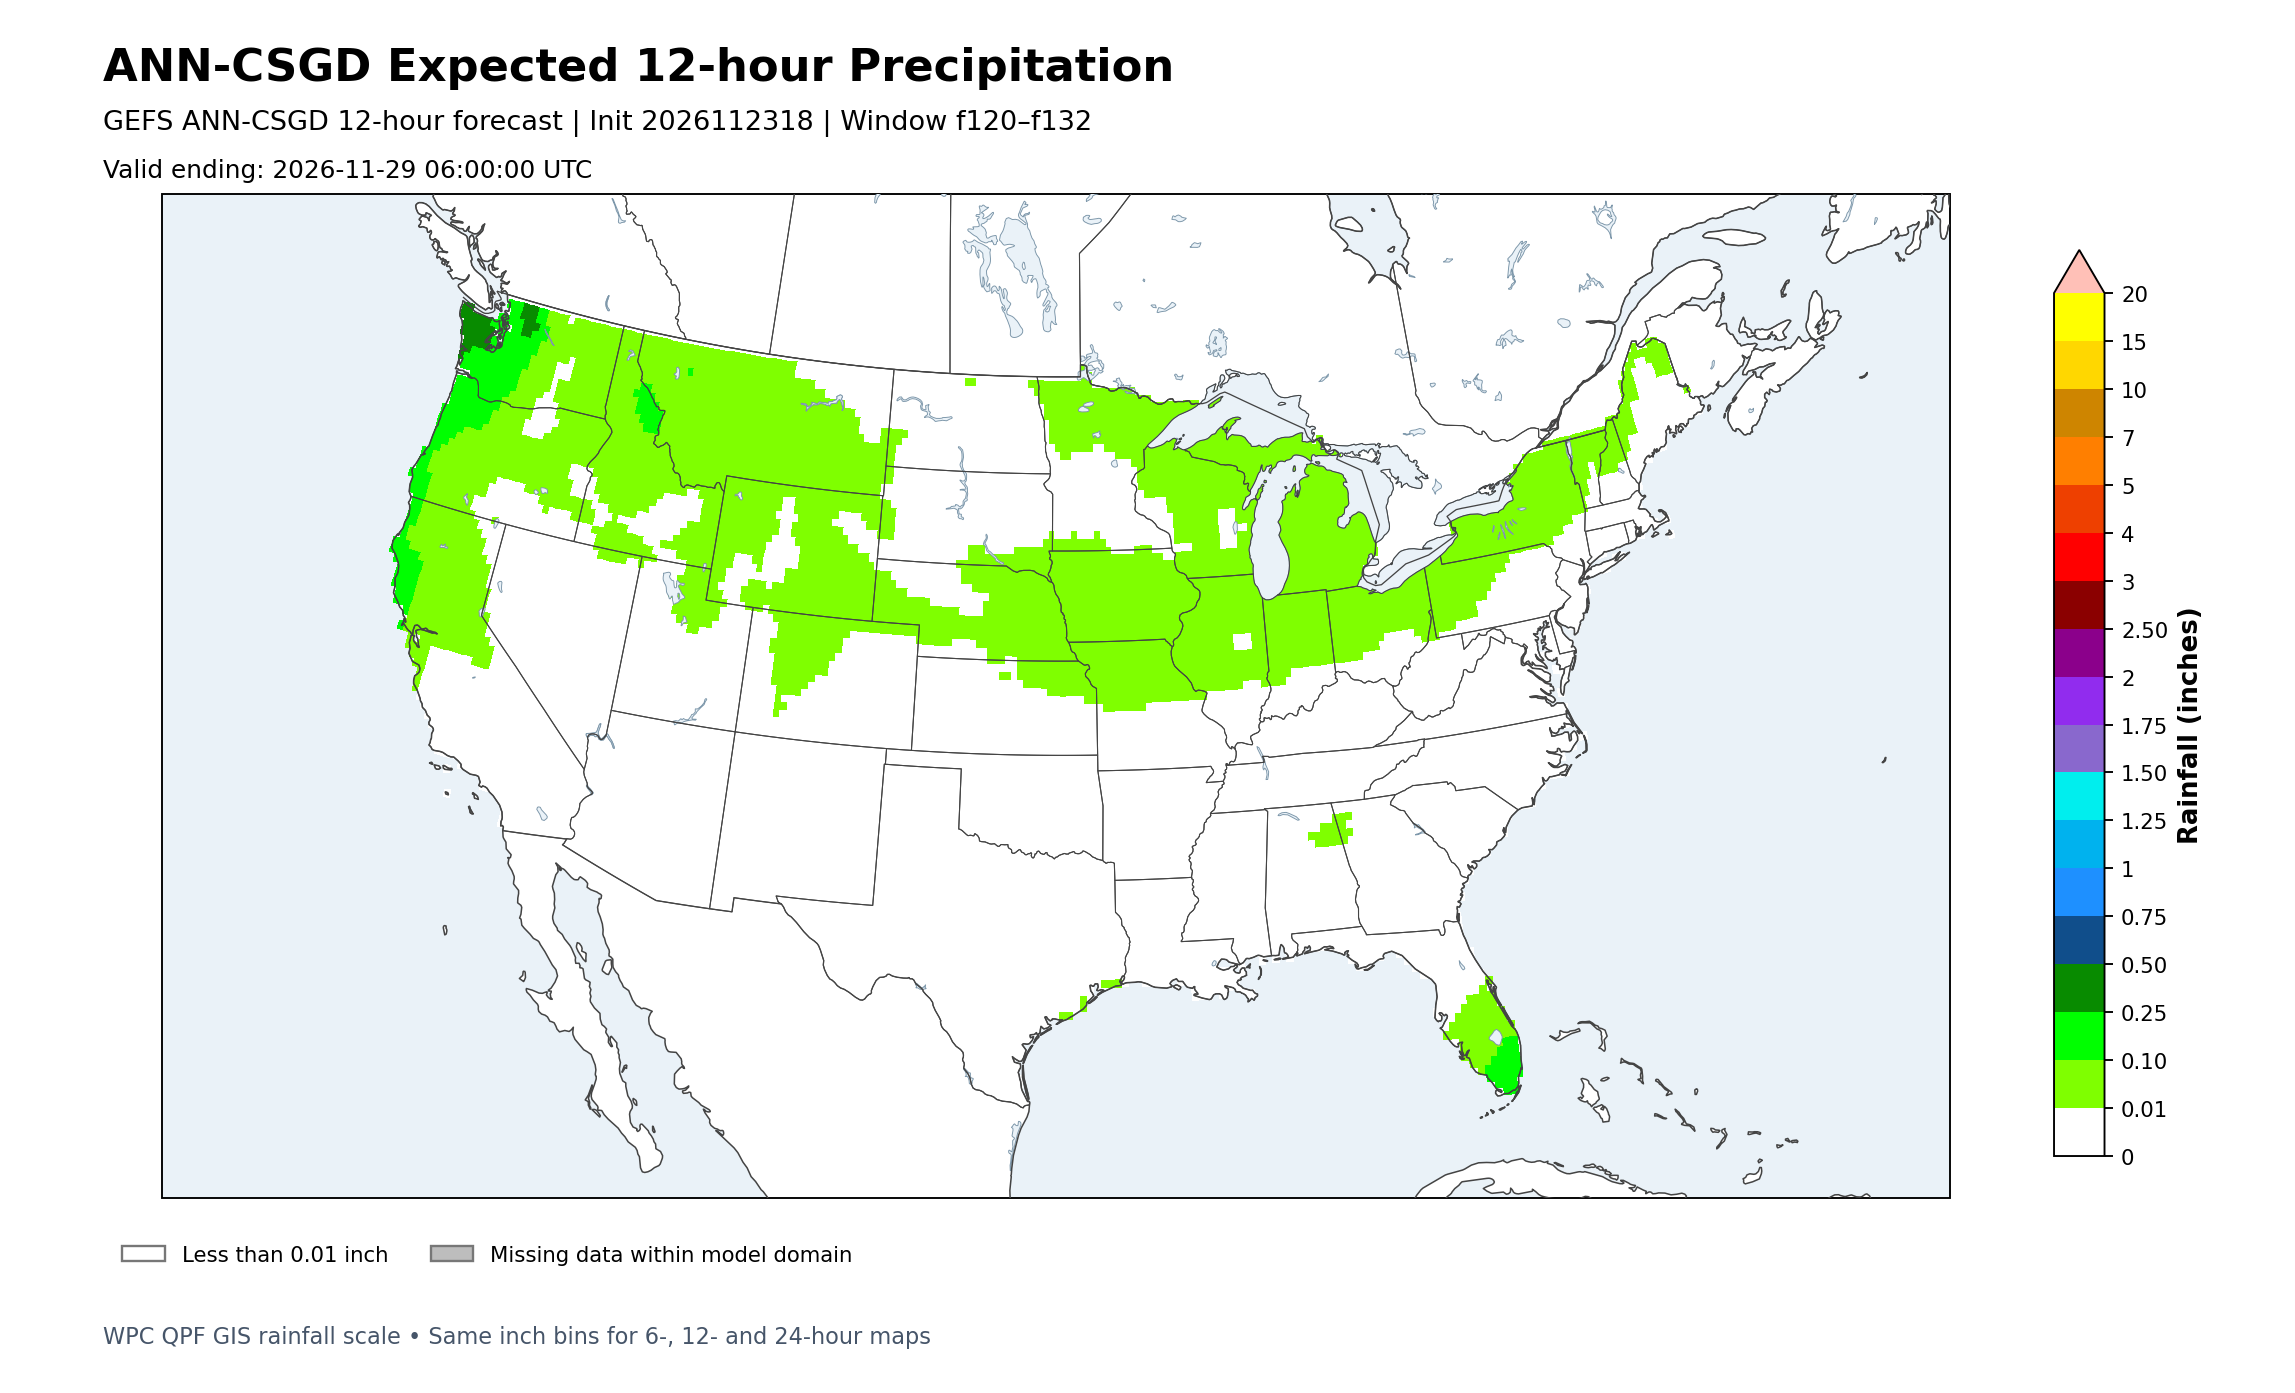 ANN-CSGD Expected 12-hour Precipitation
GEFS ANN-CSGD 12-hour forecast | Init 2026112318 | Window f120–f132
Valid ending: 2026-11-29 06:00:00 UTC
20
15
10
7
5
4
3
2.50
2
1.75
1.50
1.25
1
0.75
0.50
0.25
0.10
0.01
0
Rainfall (inches)
Less than 0.01 inch
Missing data within model domain
WPC QPF GIS rainfall scale • Same inch bins for 6-, 12- and 24-hour maps